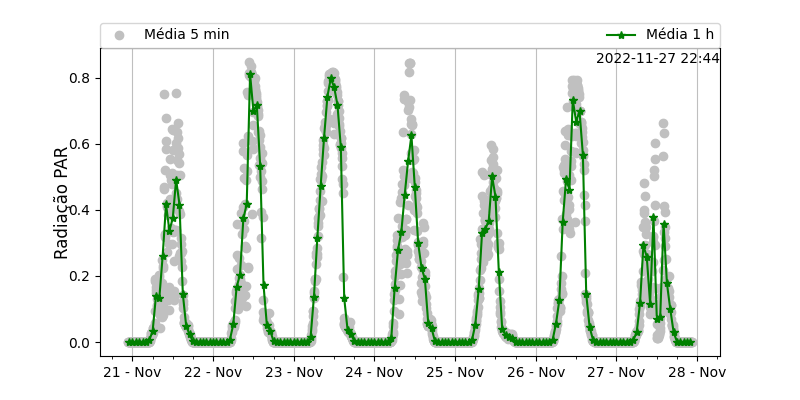 Média 5 min
Média 1 h
2022-11-27 22:44
Radiação PAR
0.8
0.6
0.4
0.2
0.0
21 - Nov
22 - Nov
23 - Nov
24 - Nov
25 - Nov
26 - Nov
27 - Nov
28 - Nov